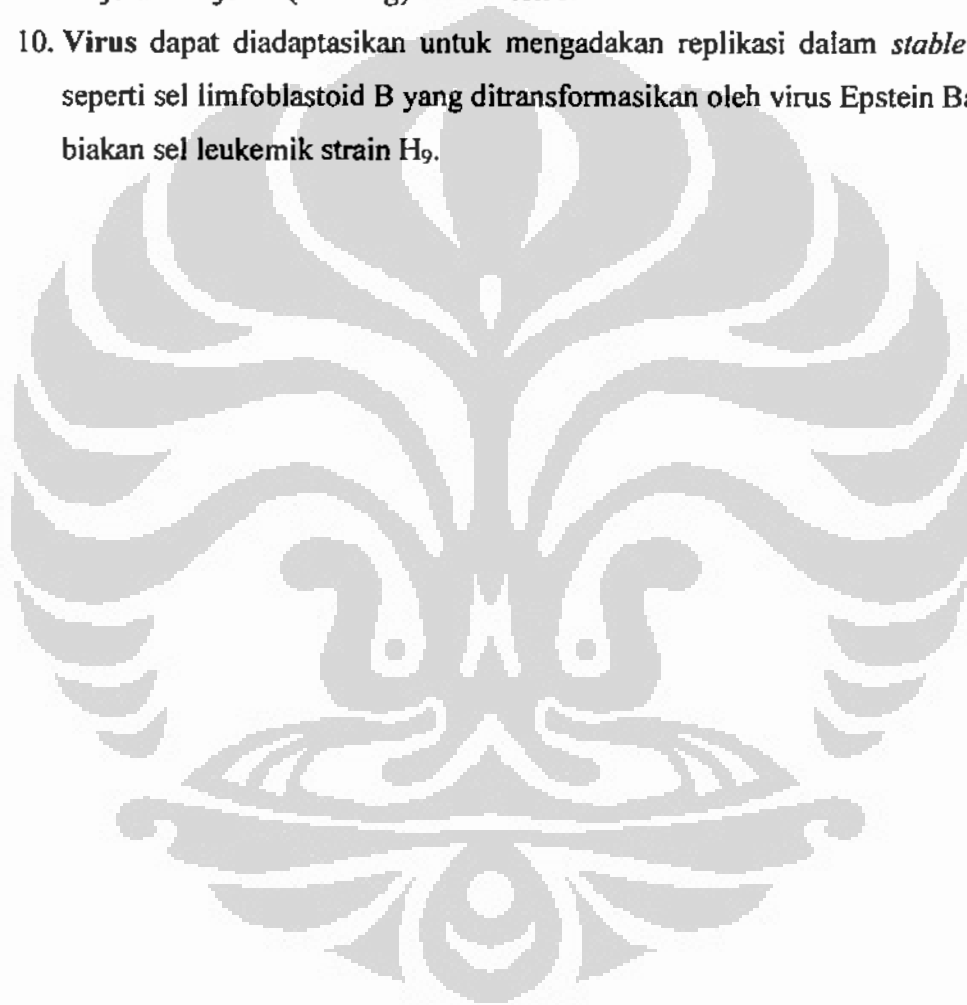 10. Virus dapat diadaptasikan untuk mengadakan replikasi dalam stable
seperti sel limfoblastoid B yang ditransformasikan oleh virus Epstein
biakan sel leukemik strain H₉.